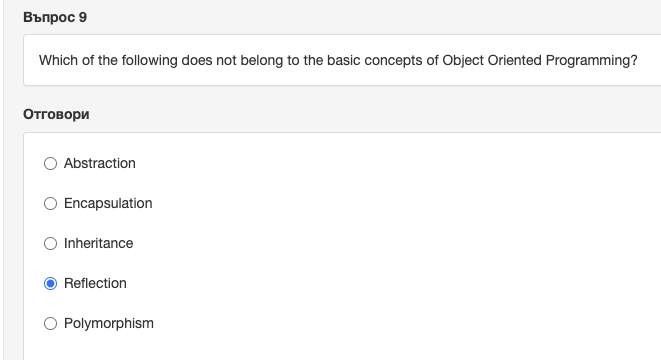 Въпрос 9
Which of the following does not belong to the basic concepts of Object Oriented Programming?
Отговори
Abstraction
Encapsulation
Inheritance
Reflection
Polymorphism